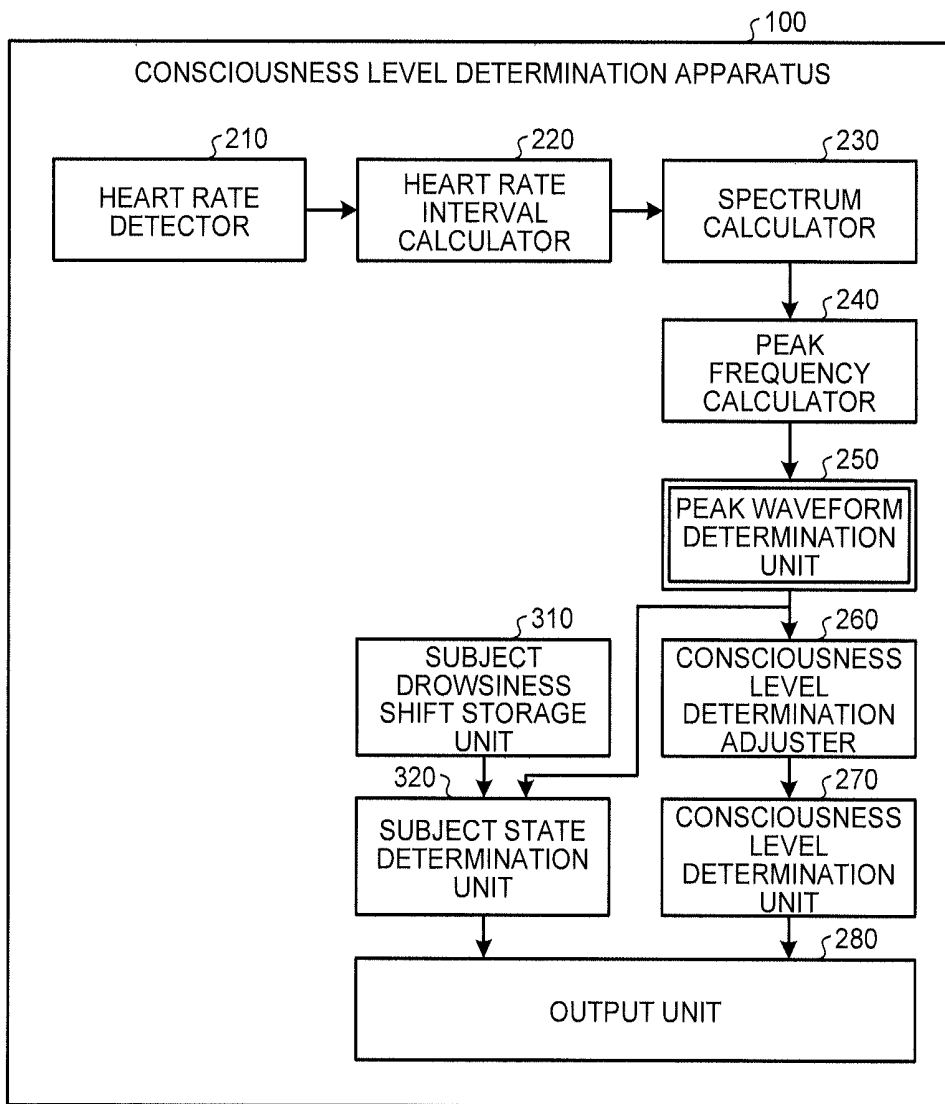 100
CONSCIOUSNESS LEVEL DETERMINATION APPARATUS
210
HEART RATE
DETECTOR
220
HEART RATE
INTERVAL
CALCULATOR
230
SPECTRUM
CALCULATOR
240
PEAK
FREQUENCY
CALCULATOR
250
PEAK WAVEFORM
DETERMINATION
UNIT
310
SUBJECT
DROWSINESS
SHIFT STORAGE
UNIT
260
CONSCIOUSNESS
LEVEL
DETERMINATION
ADJUSTER
320
SUBJECT STATE
DETERMINATION
UNIT
270
CONSCIOUSNESS
LEVEL
DETERMINATION
UNIT
280
OUTPUT UNIT